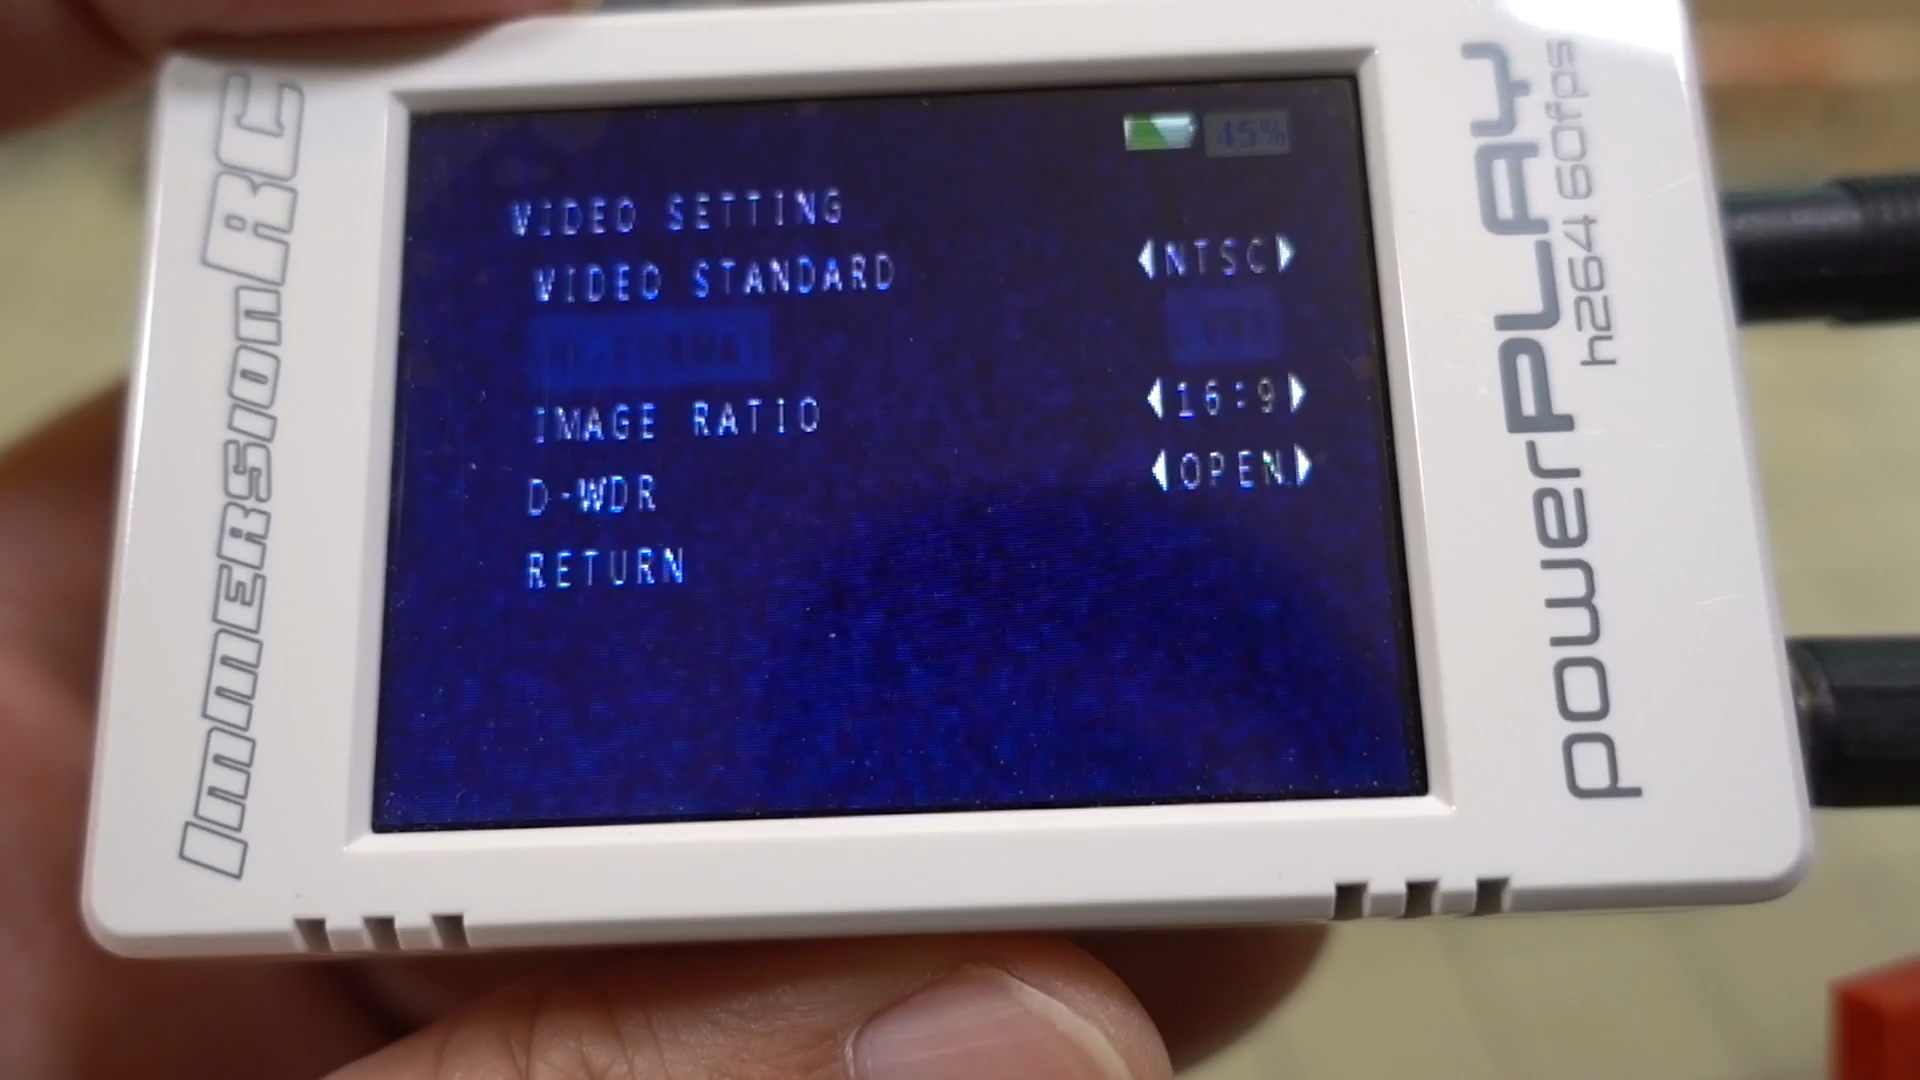 ImmersionRC
45%
VIDEO SETTING
VIDEO STANDARD NTSC
IMAGE RATIO 16:9
D-WDR OPEN
RETURN
powerPLAY
h264 60fps